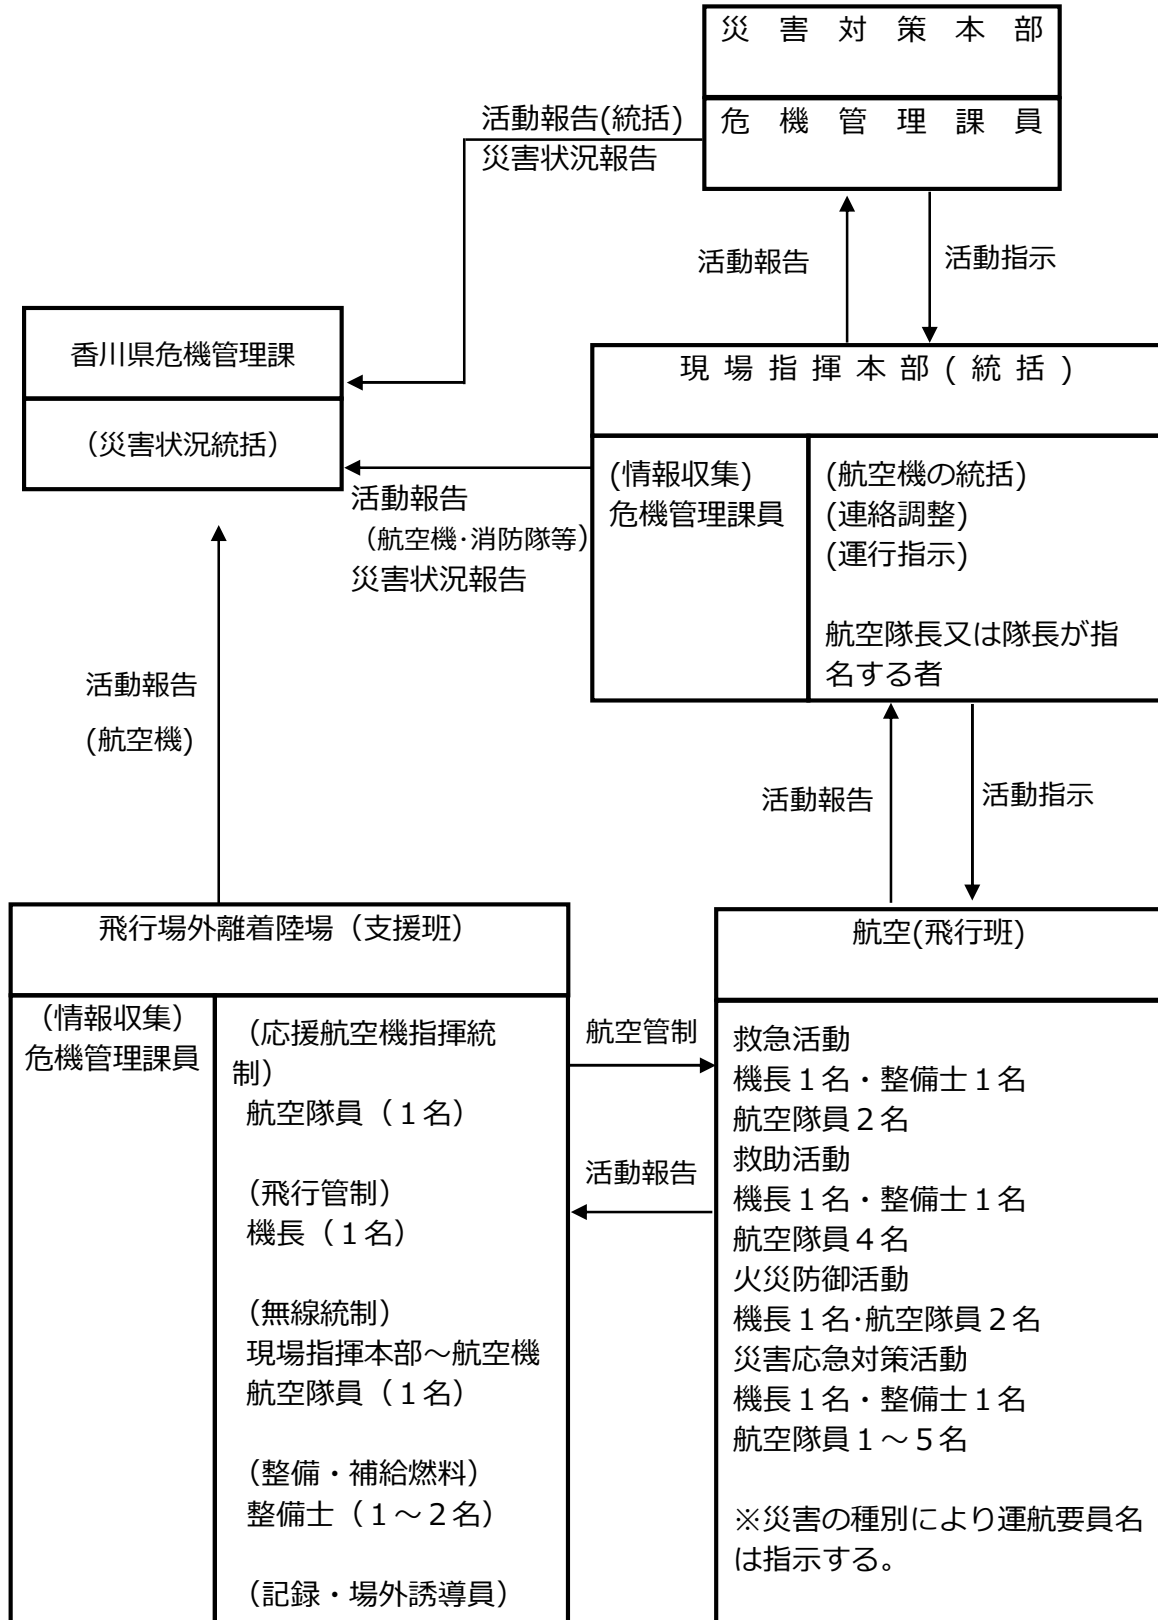 災害対策本部
危機管理課員
活動報告(統括)
災害状況報告
活動報告
活動指示
香川県危機管理課
（災害状況統括）
現場指揮本部(統括)
(情報収集)
危機管理課員
(航空機の統括)
(連絡調整)
(運行指示)
航空隊長又は隊長が指
名する者
活動報告
（航空機･消防隊等）
災害状況報告
活動報告
(航空機)
活動報告
活動指示
飛行場外離着陸場（支援班）
（情報収集）
危機管理課員
（応援航空機指揮統
制）
航空隊員（１名）
（飛行管制）
機長（１名）
（無線統制）
現場指揮本部～航空機
航空隊員（１名）
（整備・補給燃料）
整備士（１～２名）
（記録・場外誘導員）
航空管制
活動報告
航空(飛行班)
救急活動
機長１名・整備士１名
航空隊員２名
救助活動
機長１名・整備士１名
航空隊員４名
火災防御活動
機長１名･航空隊員２名
災害応急対策活動
機長１名・整備士１名
航空隊員１～５名
※災害の種別により運航要員名
は指示する。